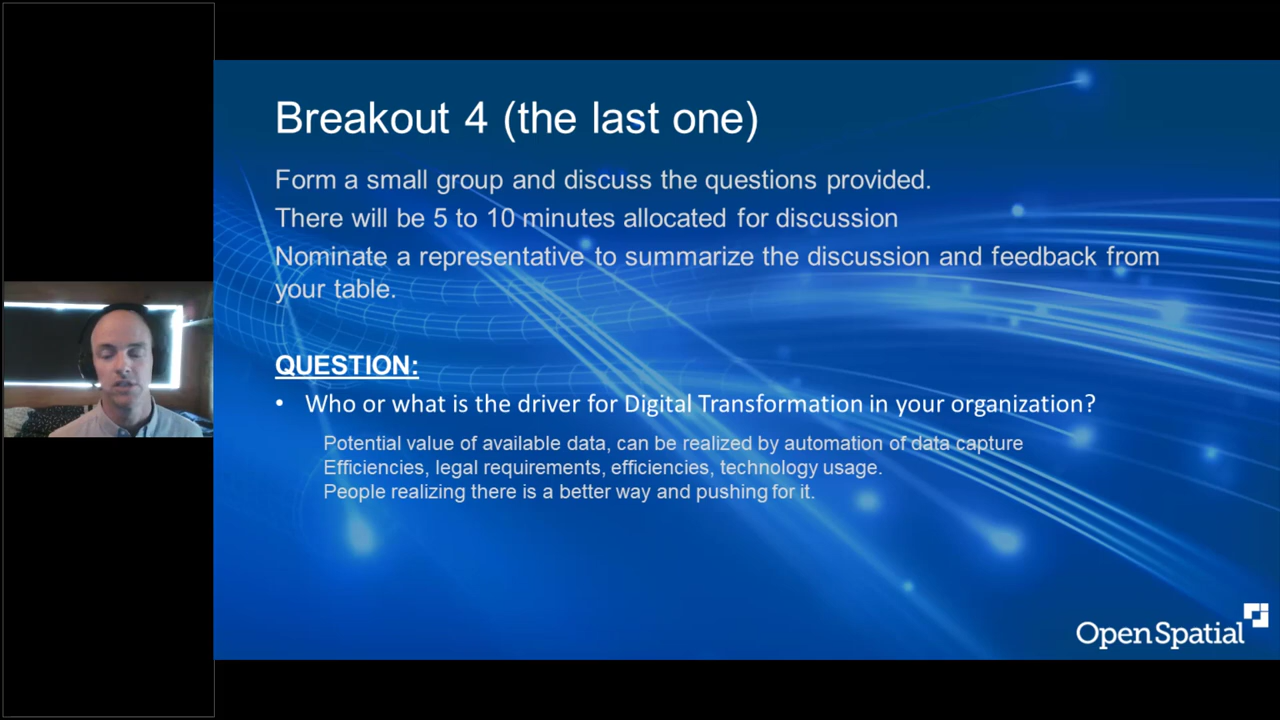 Breakout 4 (the last one)
Form a small group and discuss the questions provided.
There will be 5 to 10 minutes allocated for discussion
Nominate a representative to summarize the discussion and feedback from
your table.
QUESTION:
• Who or what is the driver for Digital Transformation in your organization?
Potential value of available data, can be realized by automation of data capture
Efficiencies, legal requirements, efficiencies, technology usage.
People realizing there is a better way and pushing for it.
Open Spatial